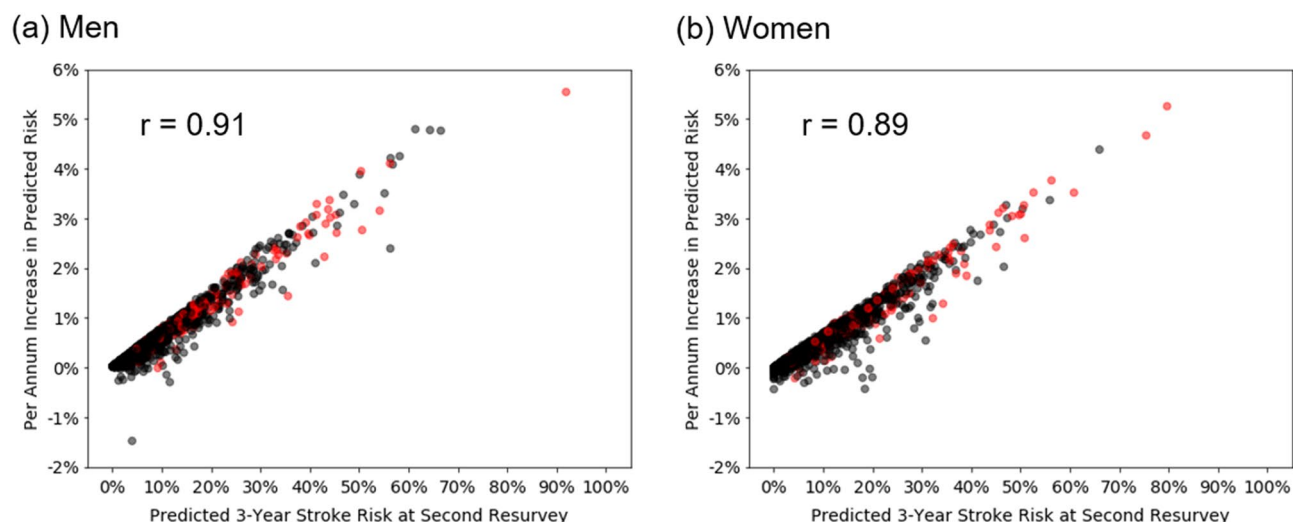 (a) Men
r = 0.91
Per Annum Increase in Predicted Risk
6%
5%
4%
3%
2%
1%
0%
-1%
-2%
0% 10% 20% 30% 40% 50% 60% 70% 80% 90% 100%
Predicted 3-Year Stroke Risk at Second Resurvey
(b) Women
r = 0.89
Per Annum Increase in Predicted Risk
6%
5%
4%
3%
2%
1%
0%
-1%
-2%
0% 10% 20% 30% 40% 50% 60% 70% 80% 90% 100%
Predicted 3-Year Stroke Risk at Second Resurvey